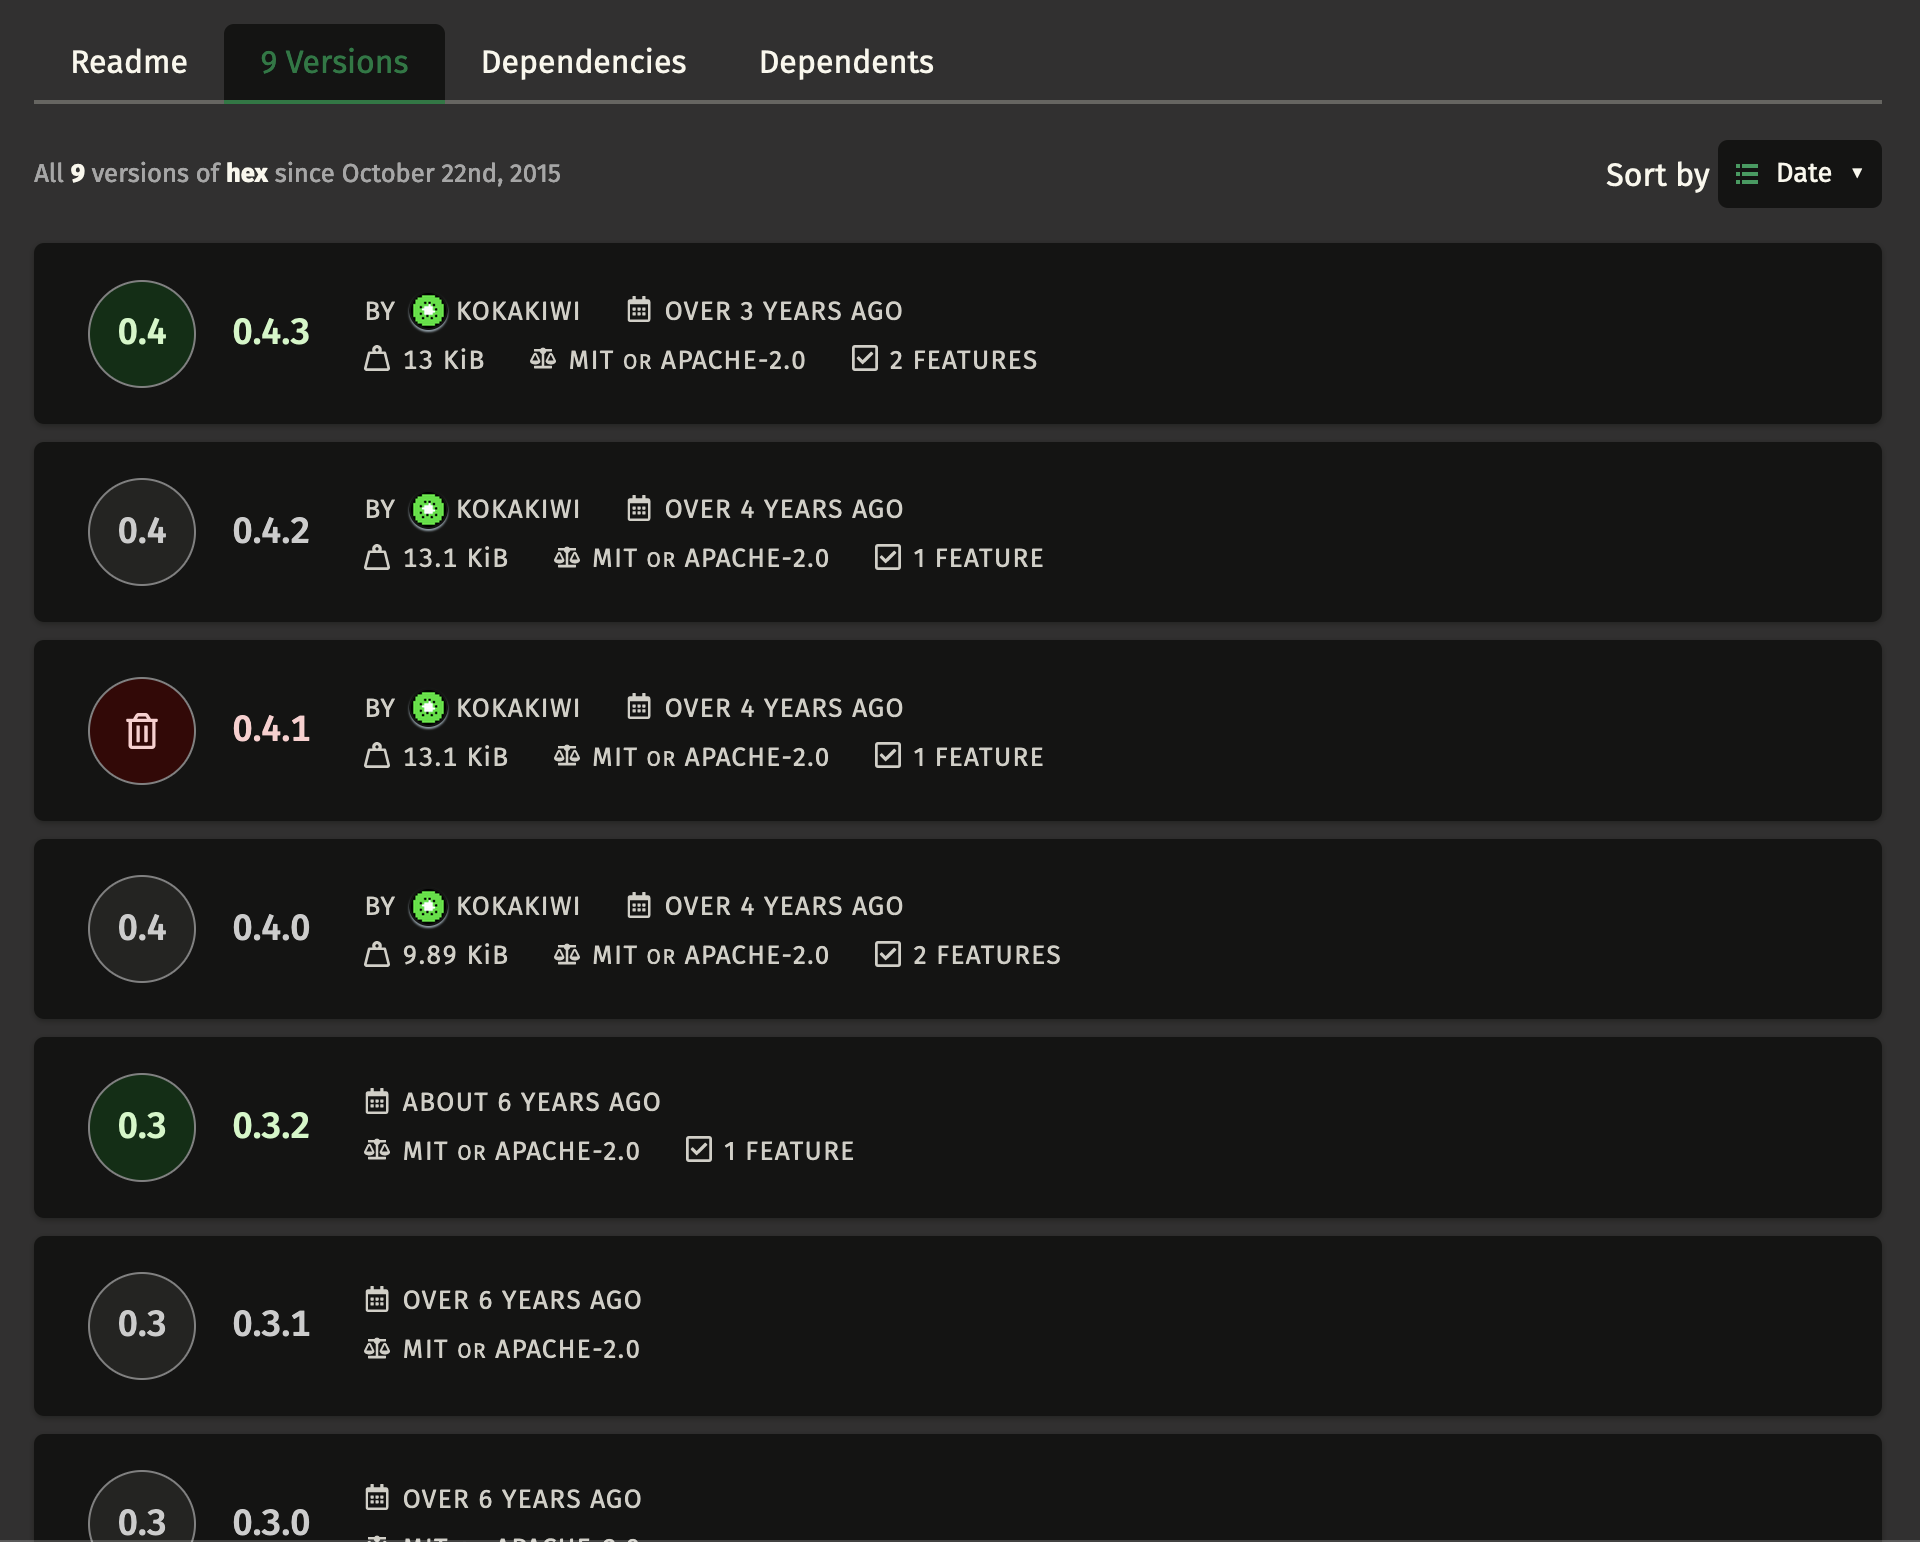 Readme 9 Versions Dependencies Dependents
All 9 versions of hex since October 22nd, 2015 Sort by Date
0.4 0.4.3 BY KOKAKIWI OVER 3 YEARS AGO
13 KiB MIT OR APACHE-2.0 2 FEATURES
0.4 0.4.2 BY KOKAKIWI OVER 4 YEARS AGO
13.1 KiB MIT OR APACHE-2.0 1 FEATURE
0.4.1 BY KOKAKIWI OVER 4 YEARS AGO
13.1 KiB MIT OR APACHE-2.0 1 FEATURE
0.4 0.4.0 BY KOKAKIWI OVER 4 YEARS AGO
9.89 KiB MIT OR APACHE-2.0 2 FEATURES
0.3 0.3.2 ABOUT 6 YEARS AGO
MIT OR APACHE-2.0 1 FEATURE
0.3 0.3.1 OVER 6 YEARS AGO
MIT OR APACHE-2.0
0.3 0.3.0 OVER 6 YEARS AGO